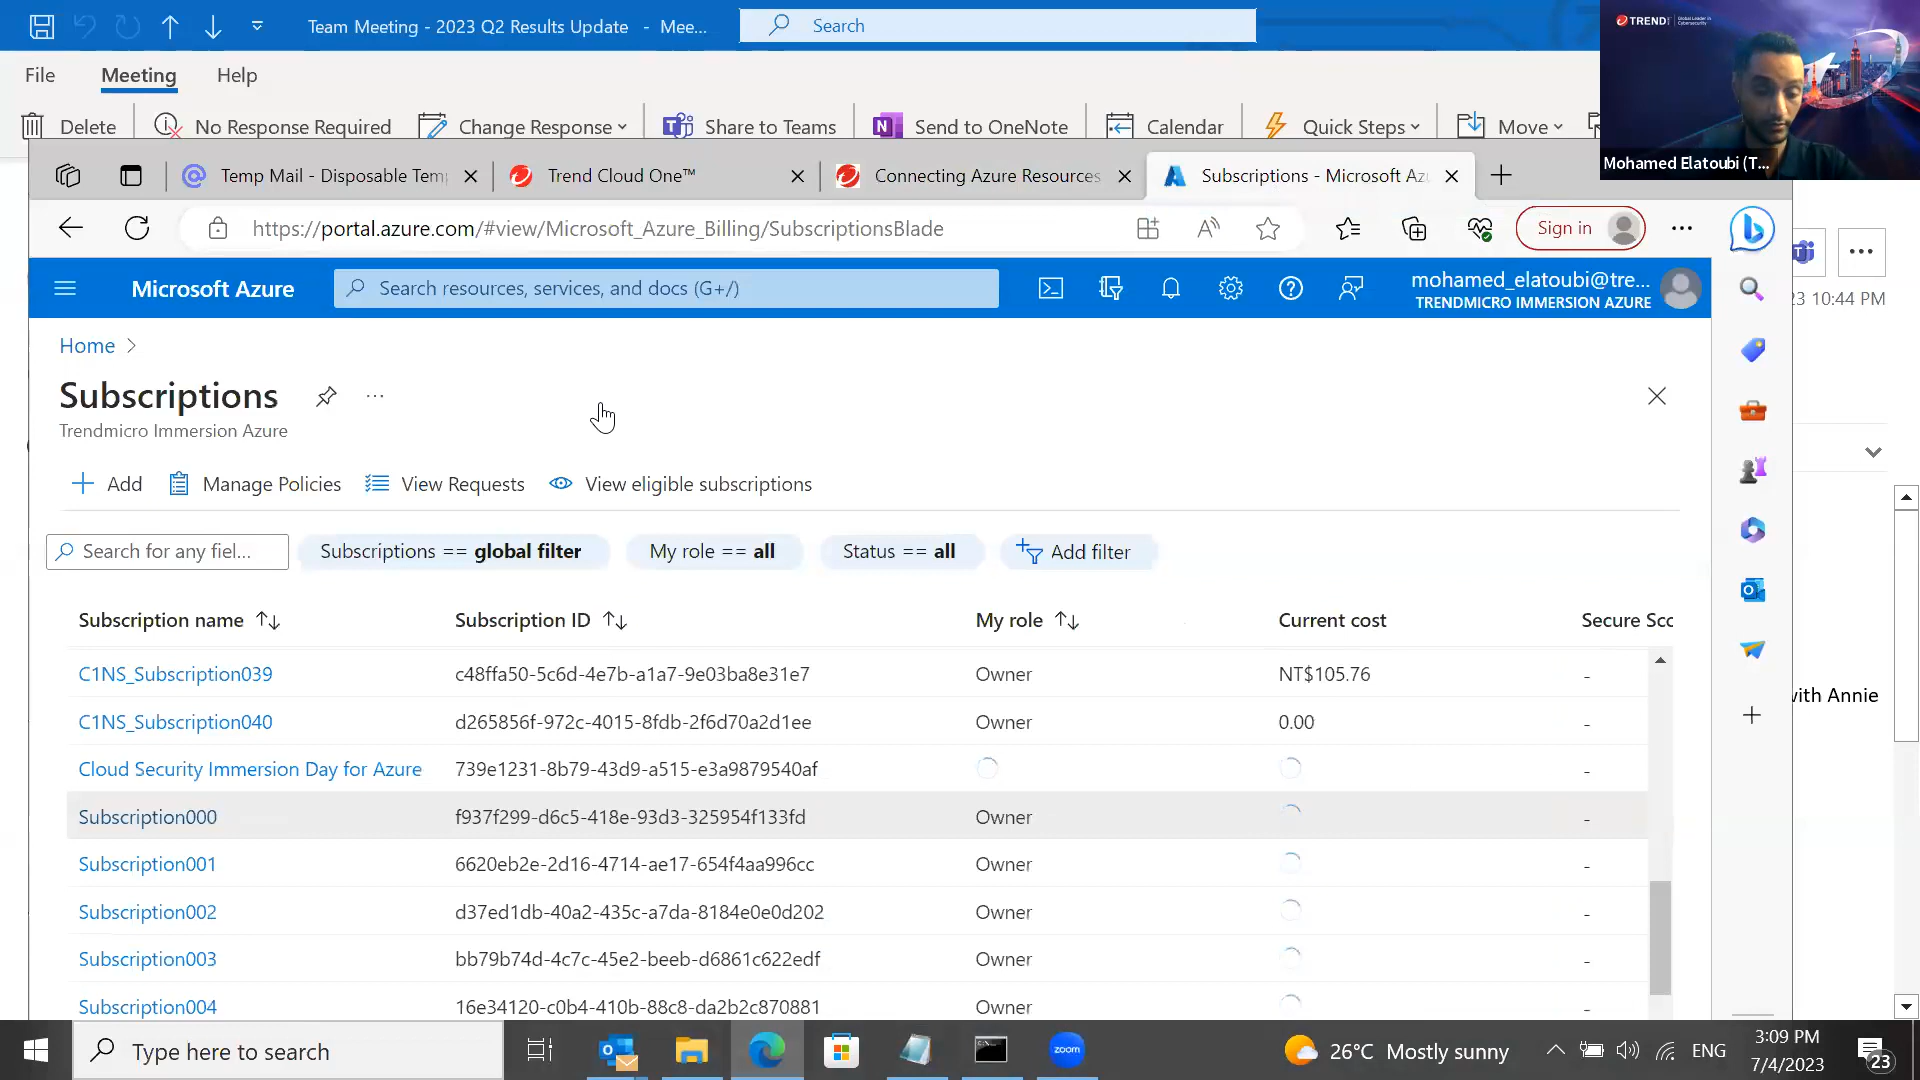 Team Meeting - 2023 Q2 Results Update - Mee...
Search
TREND
File
Meeting
Help
Delete
No Response Required
Change Response
Share to Teams
Send to OneNote
Calendar
Quick Steps
Move
Mohamed Elatoubi (T...
Temp Mail - Disposable Tem
Trend Cloud One™
Connecting Azure Resources
Subscriptions - Microsoft Az
https://portal.azure.com/#view/Microsoft_Azure_Billing/SubscriptionsBlade
Sign in
Microsoft Azure
Search resources, services, and docs (G+/)
mohamed_elatoubi@tre...
TRENDMICRO IMMERSION AZURE
23 10:44 PM
Home
Subscriptions
Trendmicro Immersion Azure
Add
Manage Policies
View Requests
View eligible subscriptions
Search for any fiel...
Subscriptions == global filter
My role == all
Status == all
Add filter
Subscription name
Subscription ID
My role
Current cost
Secure Sco
C1NS_Subscription039 c48ffa50-5c6d-4e7b-a1a7-9e03ba8e31e7 Owner NT$105.76 -
C1NS_Subscription040 d265856f-972c-4015-8fdb-2f6d70a2d1ee Owner 0.00 -
Cloud Security Immersion Day for Azure 739e1231-8b79-43d9-a515-e3a9879540af -
Subscription000 f937f299-d6c5-418e-93d3-325954f133fd Owner -
Subscription001 6620eb2e-2d16-4714-ae17-654f4aa996cc Owner -
Subscription002 d37ed1db-40a2-435c-a7da-8184e0e0d202 Owner -
Subscription003 bb79b74d-4c7c-45e2-beeb-d6861c622edf Owner -
Subscription004 16e34120-c0b4-410b-88c8-da2b2c870881 Owner -
with Annie
Type here to search
zoom
26°C Mostly sunny
ENG
3:09 PM
7/4/2023
23